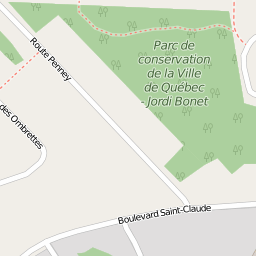 Route Penney
Parc de
conservation
de la Ville
de Québec
- Jordi Bonet
des Ombrettes
Boulevard Saint-Claude